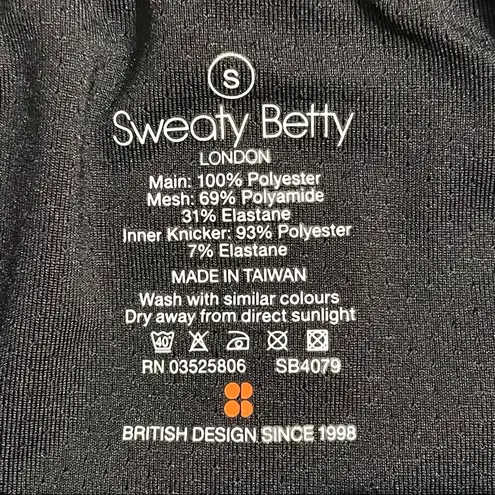 S
Sweaty Betty
LONDON
Main: 100% Polyester
Mesh: 69% Polyamide
31% Elastane
Inner Knicker: 93% Polyester
7% Elastane
MADE IN TAIWAN
Wash with similar colours
Dry away from direct sunlight
40°
RN 03525806 SB4079
BRITISH DESIGN SINCE 1998